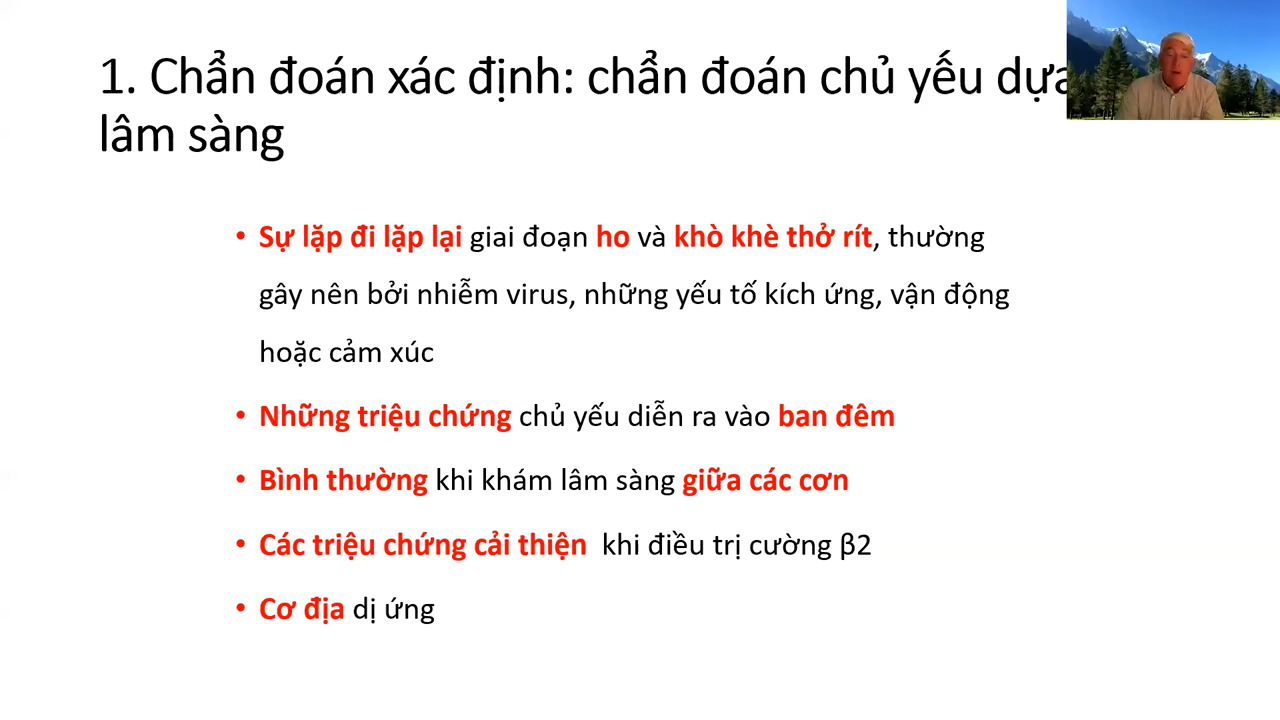 1. Chẩn đoán xác định: chẩn đoán chủ yếu dựa
lâm sàng
• Sự lặp đi lặp lại giai đoạn ho và khò khè thở rít, thường
gây nên bởi nhiễm virus, những yếu tố kích ứng, vận động
hoặc cảm xúc
• Những triệu chứng chủ yếu diễn ra vào ban đêm
• Bình thường khi khám lâm sàng giữa các cơn
• Các triệu chứng cải thiện khi điều trị cường β2
• Cơ địa dị ứng